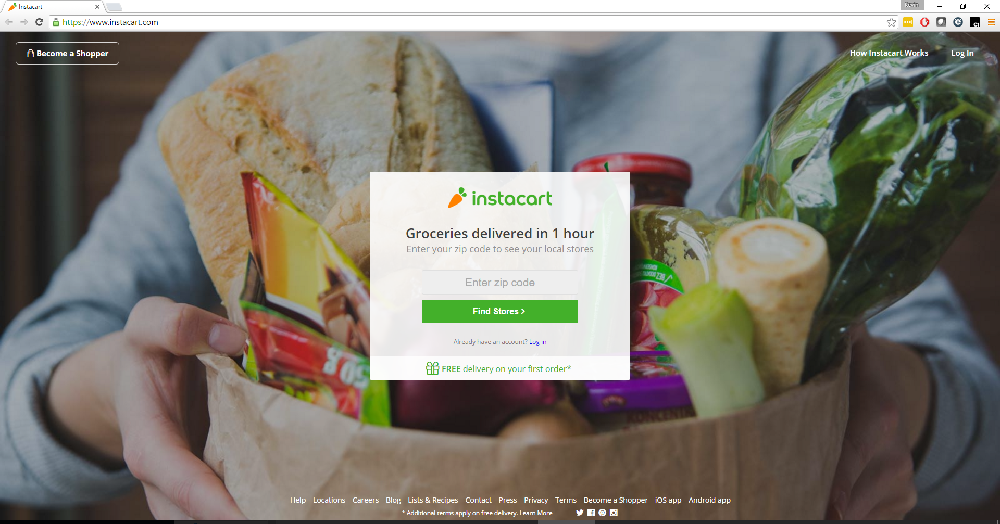 Instacart
Kevin
https://www.instacart.com
Become a Shopper
How Instacart Works
Log In
instacart
Groceries delivered in 1 hour
Enter your zip code to see your local stores
Enter zip code
Find Stores >
Already have an account? Log in
FREE delivery on your first order*
Help Locations Careers Blog Lists & Recipes Contact Press Privacy Terms Become a Shopper iOS app Android app
* Additional terms apply on free delivery. Learn More